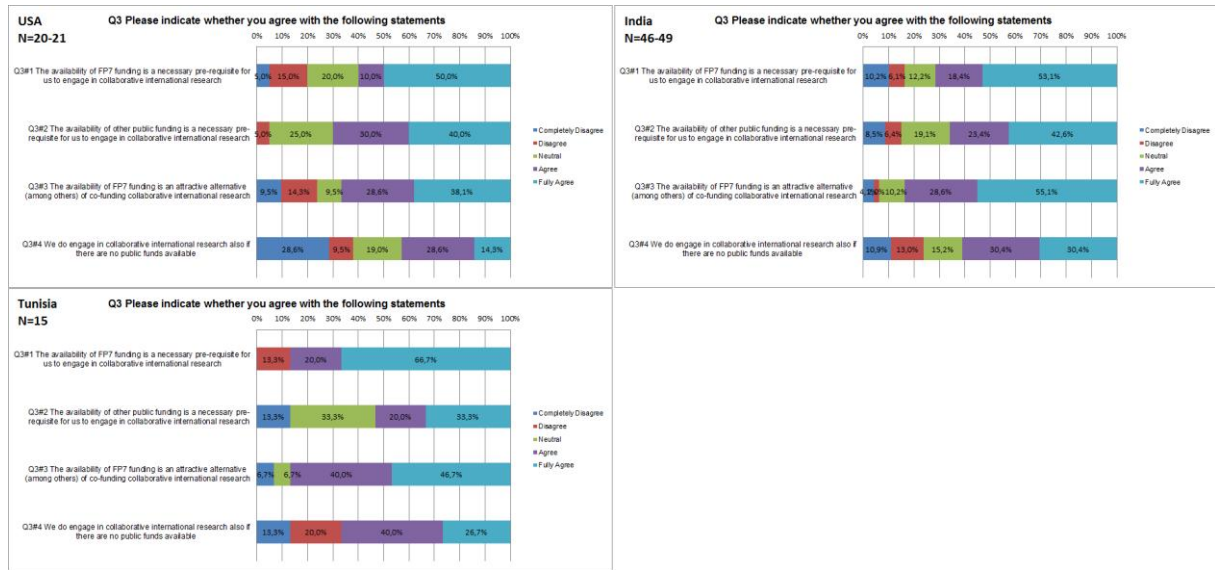 USA
N=20-21
Q3 Please indicate whether you agree with the following statements
0% 10% 20% 30% 40% 50% 60% 70% 80% 90% 100%
Q3#1 The availability of FP7 funding is a necessary pre-requisite for
us to engage in collaborative international research
5,0% 15,0% 20,0% 10,0% 50,0%
Q3#2 The availability of other public funding is a necessary pre-
requisite for us to engage in collaborative international research
5,0% 25,0% 30,0% 40,0%
Q3#3 The availability of FP7 funding is an attractive alternative
(among others) of co-funding collaborative international research
9,5% 14,3% 9,5% 28,6% 38,1%
Q3#4 We do engage in collaborative international research also if
there are no public funds available
28,6% 9,5% 19,0% 28,6% 14,3%
Completely Disagree
Disagree
Neutral
Agree
Fully Agree
India
N=46-49
Q3 Please indicate whether you agree with the following statements
0% 10% 20% 30% 40% 50% 60% 70% 80% 90% 100%
Q3#1 The availability of FP7 funding is a necessary pre-requisite for
us to engage in collaborative international research
10,2% 6,1% 12,2% 18,4% 53,1%
Q3#2 The availability of other public funding is a necessary pre-
requisite for us to engage in collaborative international research
8,5% 6,4% 19,1% 23,4% 42,6%
Q3#3 The availability of FP7 funding is an attractive alternative
(among others) of co-funding collaborative international research
10,2% 28,6% 55,1%
Q3#4 We do engage in collaborative international research also if
there are no public funds available
10,9% 13,0% 15,2% 30,4% 30,4%
Completely Disagree
Disagree
Neutral
Agree
Fully Agree
Tunisia
N=15
Q3 Please indicate whether you agree with the following statements
0% 10% 20% 30% 40% 50% 60% 70% 80% 90% 100%
Q3#1 The availability of FP7 funding is a necessary pre-requisite for
us to engage in collaborative international research
13,3% 20,0% 66,7%
Q3#2 The availability of other public funding is a necessary pre-
requisite for us to engage in collaborative international research
13,3% 33,3% 20,0% 33,3%
Q3#3 The availability of FP7 funding is an attractive alternative
(among others) of co-funding collaborative international research
6,7% 6,7% 40,0% 46,7%
Q3#4 We do engage in collaborative international research also if
there are no public funds available
13,3% 20,0% 40,0% 26,7%
Completely Disagree
Disagree
Neutral
Agree
Fully Agree